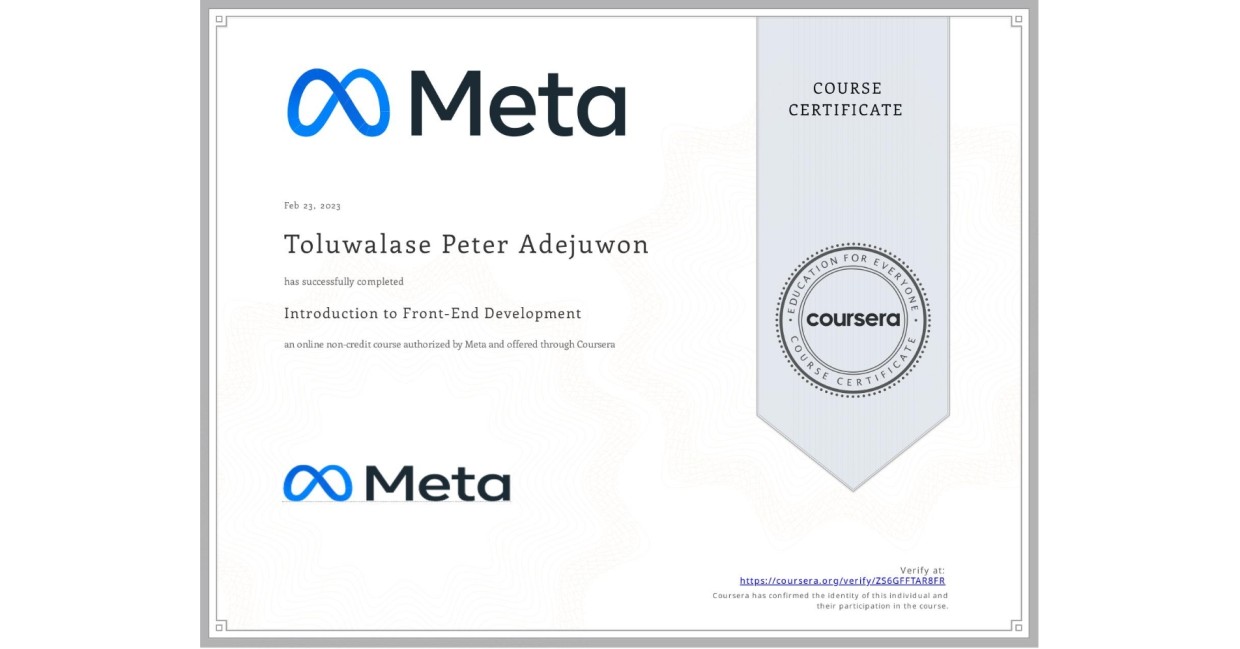 Meta
COURSE
CERTIFICATE
Feb 23, 2023
Toluwalase Peter Adejuwon
has successfully completed
Introduction to Front-End Development
an online non-credit course authorized by Meta and offered through Coursera
EDUCATION FOR EVERYONE
coursera
COURSE CERTIFICATE
Meta
Verify at:
https://coursera.org/verify/ZS6GFFTAR8FR
Coursera has confirmed the identity of this individual and
their participation in the course.